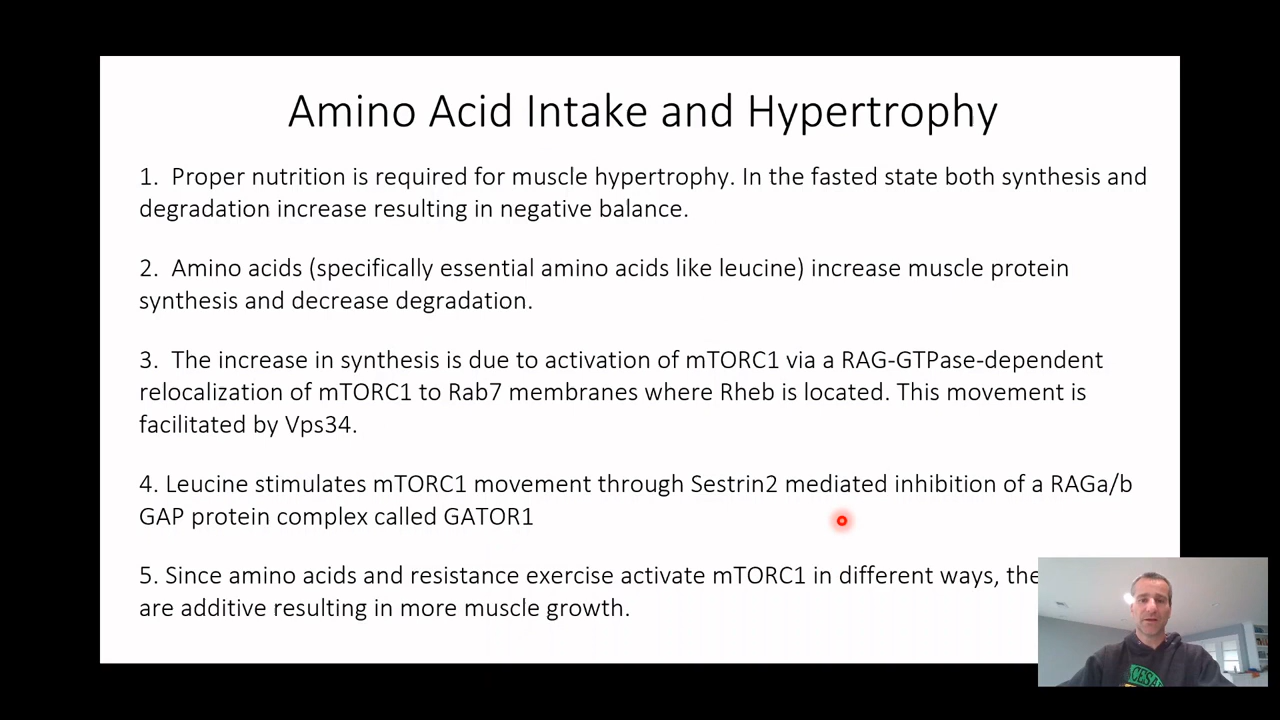 Amino Acid Intake and Hypertrophy
1. Proper nutrition is required for muscle hypertrophy. In the fasted state both synthesis and
degradation increase resulting in negative balance.
2. Amino acids (specifically essential amino acids like leucine) increase muscle protein
synthesis and decrease degradation.
3. The increase in synthesis is due to activation of mTORC1 via a RAG-GTPase-dependent
relocalization of mTORC1 to Rab7 membranes where Rheb is located. This movement is
facilitated by Vps34.
4. Leucine stimulates mTORC1 movement through Sestrin2 mediated inhibition of a RAGa/b
GAP protein complex called GATOR1
5. Since amino acids and resistance exercise activate mTORC1 in different ways,
are additive resulting in more muscle growth.